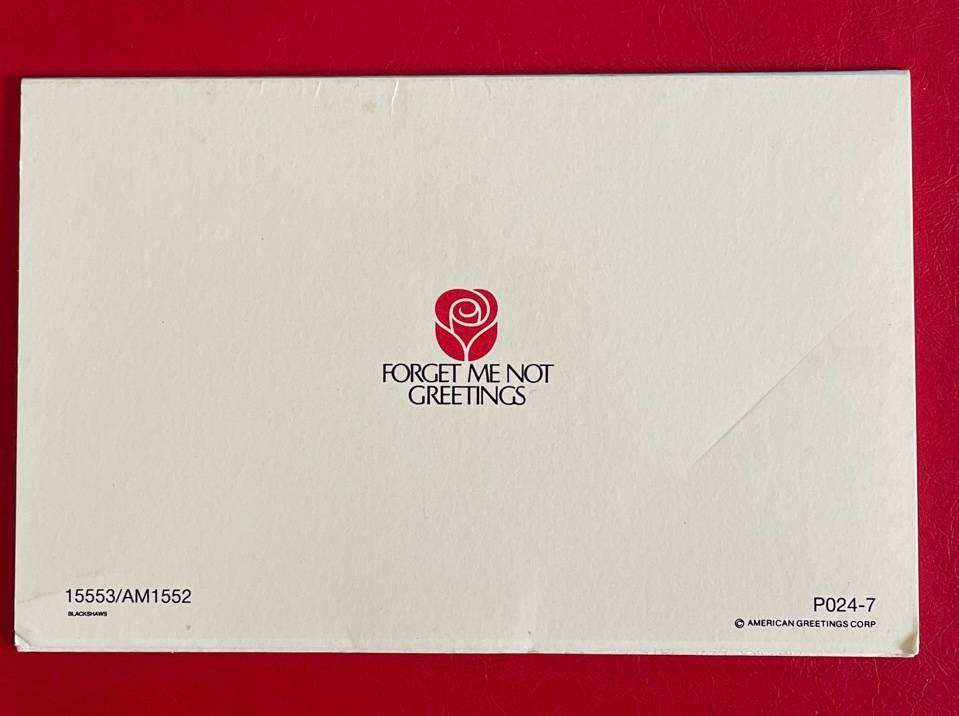 FORGET ME NOT
GREETINGS
15553/AM1552
BLACKSHAWS
P024-7
© AMERICAN GREETINGS CORP.